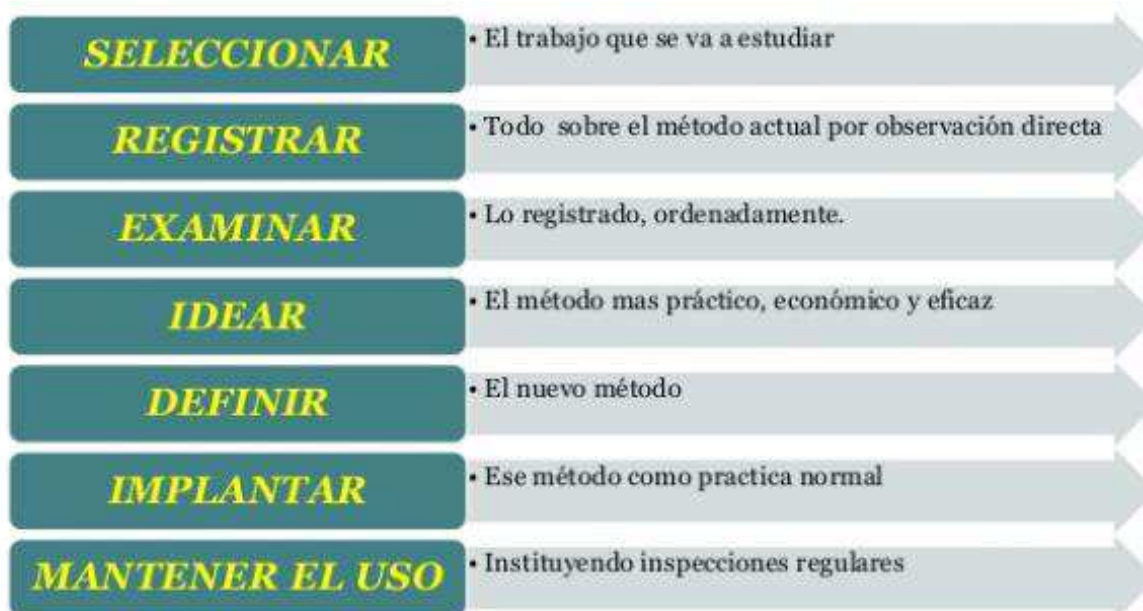 SELECCIONAR
• El trabajo que se va a estudiar
REGISTRAR
• Todo sobre el método actual por observación directa
EXAMINAR
• Lo registrado, ordenadamente.
IDEAR
• El método mas práctico, económico y eficaz
DEFINIR
• El nuevo método
IMPLANTAR
• Ese método como practica normal
MANTENER EL USO
• Instituyendo inspecciones regulares